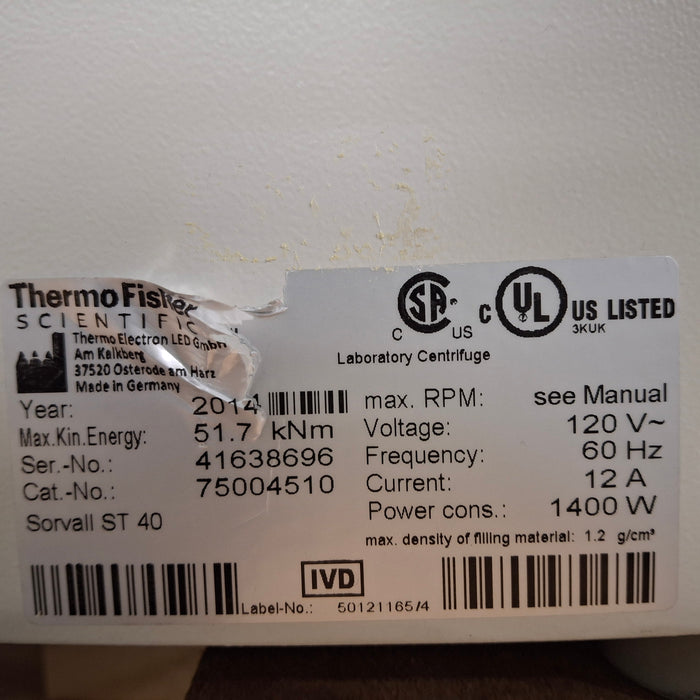 ThermoFisher
SCIENTIFIC
Thermo Electron LED GmbH
Am Kalkberg
37520 Osterode am Harz
Made in Germany
Year: 2014
Max.Kin.Energy: 51.7 kNm
Ser.-No.: 41638696
Cat.-No.: 75004510
Sorvall ST 40
C SA® US
C UL US LISTED
3KUK
Laboratory Centrifuge
max. RPM: see Manual
Voltage: 120 V~
Frequency: 60 Hz
Current: 12 A
Power cons.: 1400 W
max. density of filling material: 1.2 g/cm³
IVD
Label-No.: 50121165/4